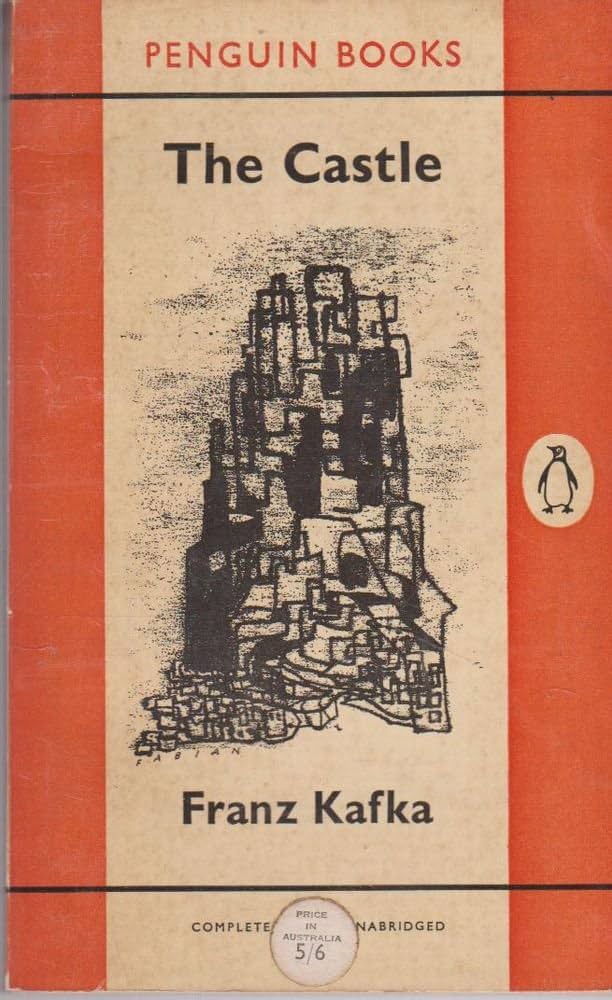 PENGUIN BOOKS
The Castle
FABIAN
Franz Kafka
COMPLETE NABRIDGED
PRICE
IN
AUSTRALIA
5/6